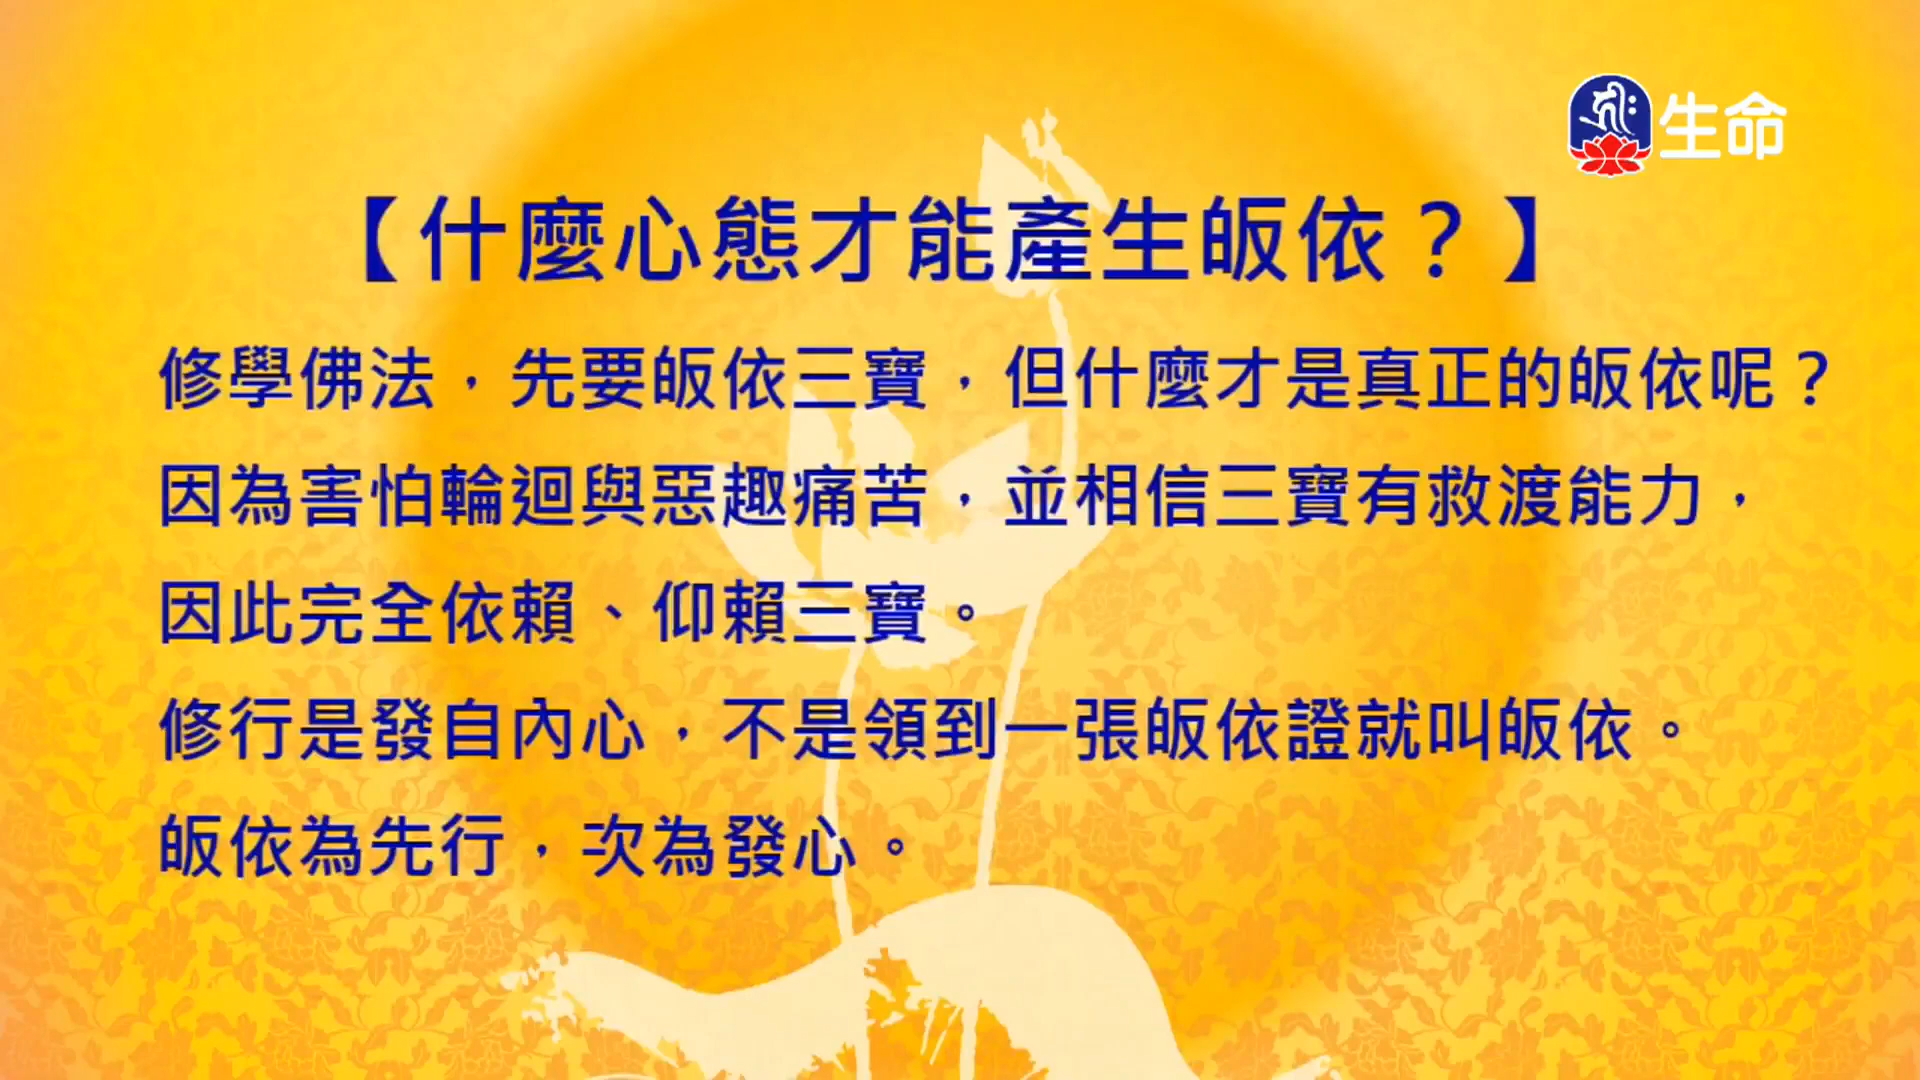 生命
【什麼心態才能產生皈依？】
修學佛法，先要皈依三寶，但什麼才是真正的皈依呢？
因為害怕輪迴與惡趣痛苦，並相信三寶有救渡能力，
因此完全依賴、仰賴三寶。
修行是發自內心，不是領到一張皈依證就叫皈依。
皈依為先行，次為發心。